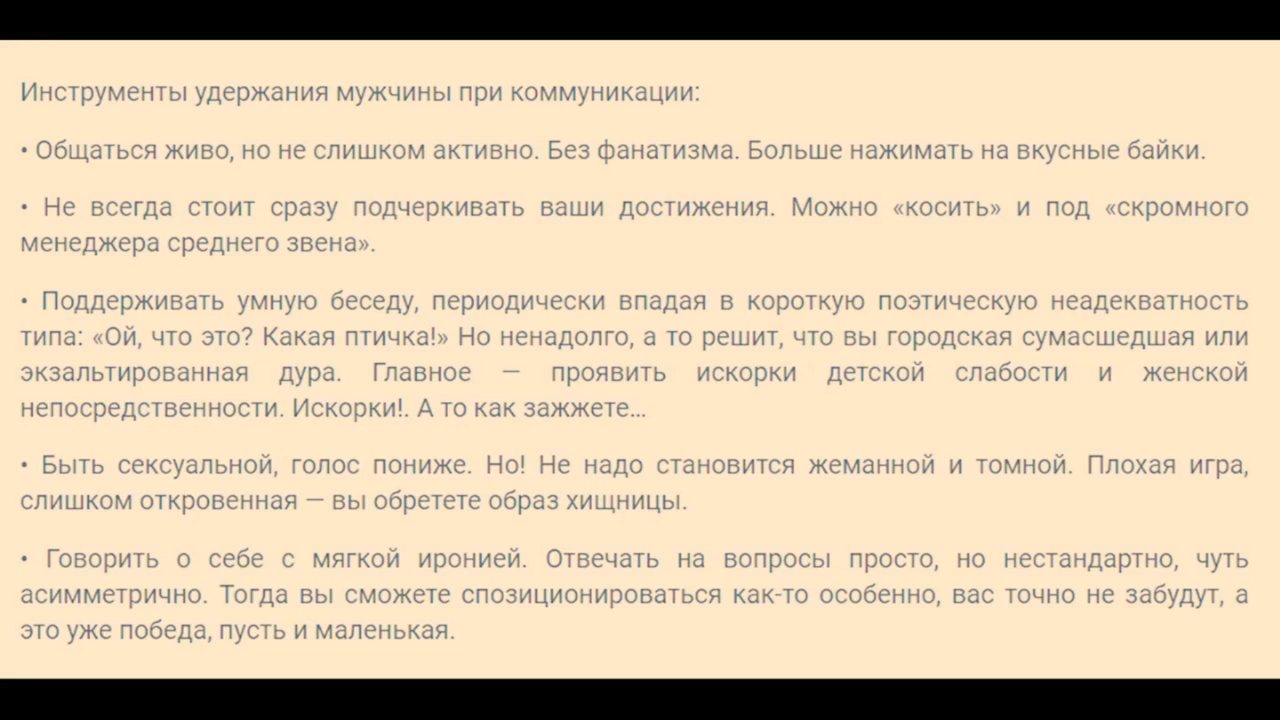 Инструменты удержания мужчины при коммуникации:
• Общаться живо, но не слишком активно. Без фанатизма. Больше нажимать на вкусные байки.
• Не всегда стоит сразу подчеркивать ваши достижения. Можно «косить» и под «скромного
менеджера среднего звена».
• Поддерживать умную беседу, периодически впадая в короткую поэтическую неадекватность
типа: «Ой, что это? Какая птичка!» Но ненадолго, а то решит, что вы городская сумасшедшая или
экзальтированная дура. Главное — проявить искорки детской слабости и женской
непосредственности. Искорки!. А то как зажжете…
• Быть сексуальной, голос пониже. Но! Не надо становится жеманной и томной. Плохая игра,
слишком откровенная — вы обретете образ хищницы.
• Говорить о себе с мягкой иронией. Отвечать на вопросы просто, но нестандартно, чуть
асимметрично. Тогда вы сможете спозиционироваться как-то особенно, вас точно не забудут, а
это уже победа, пусть и маленькая.